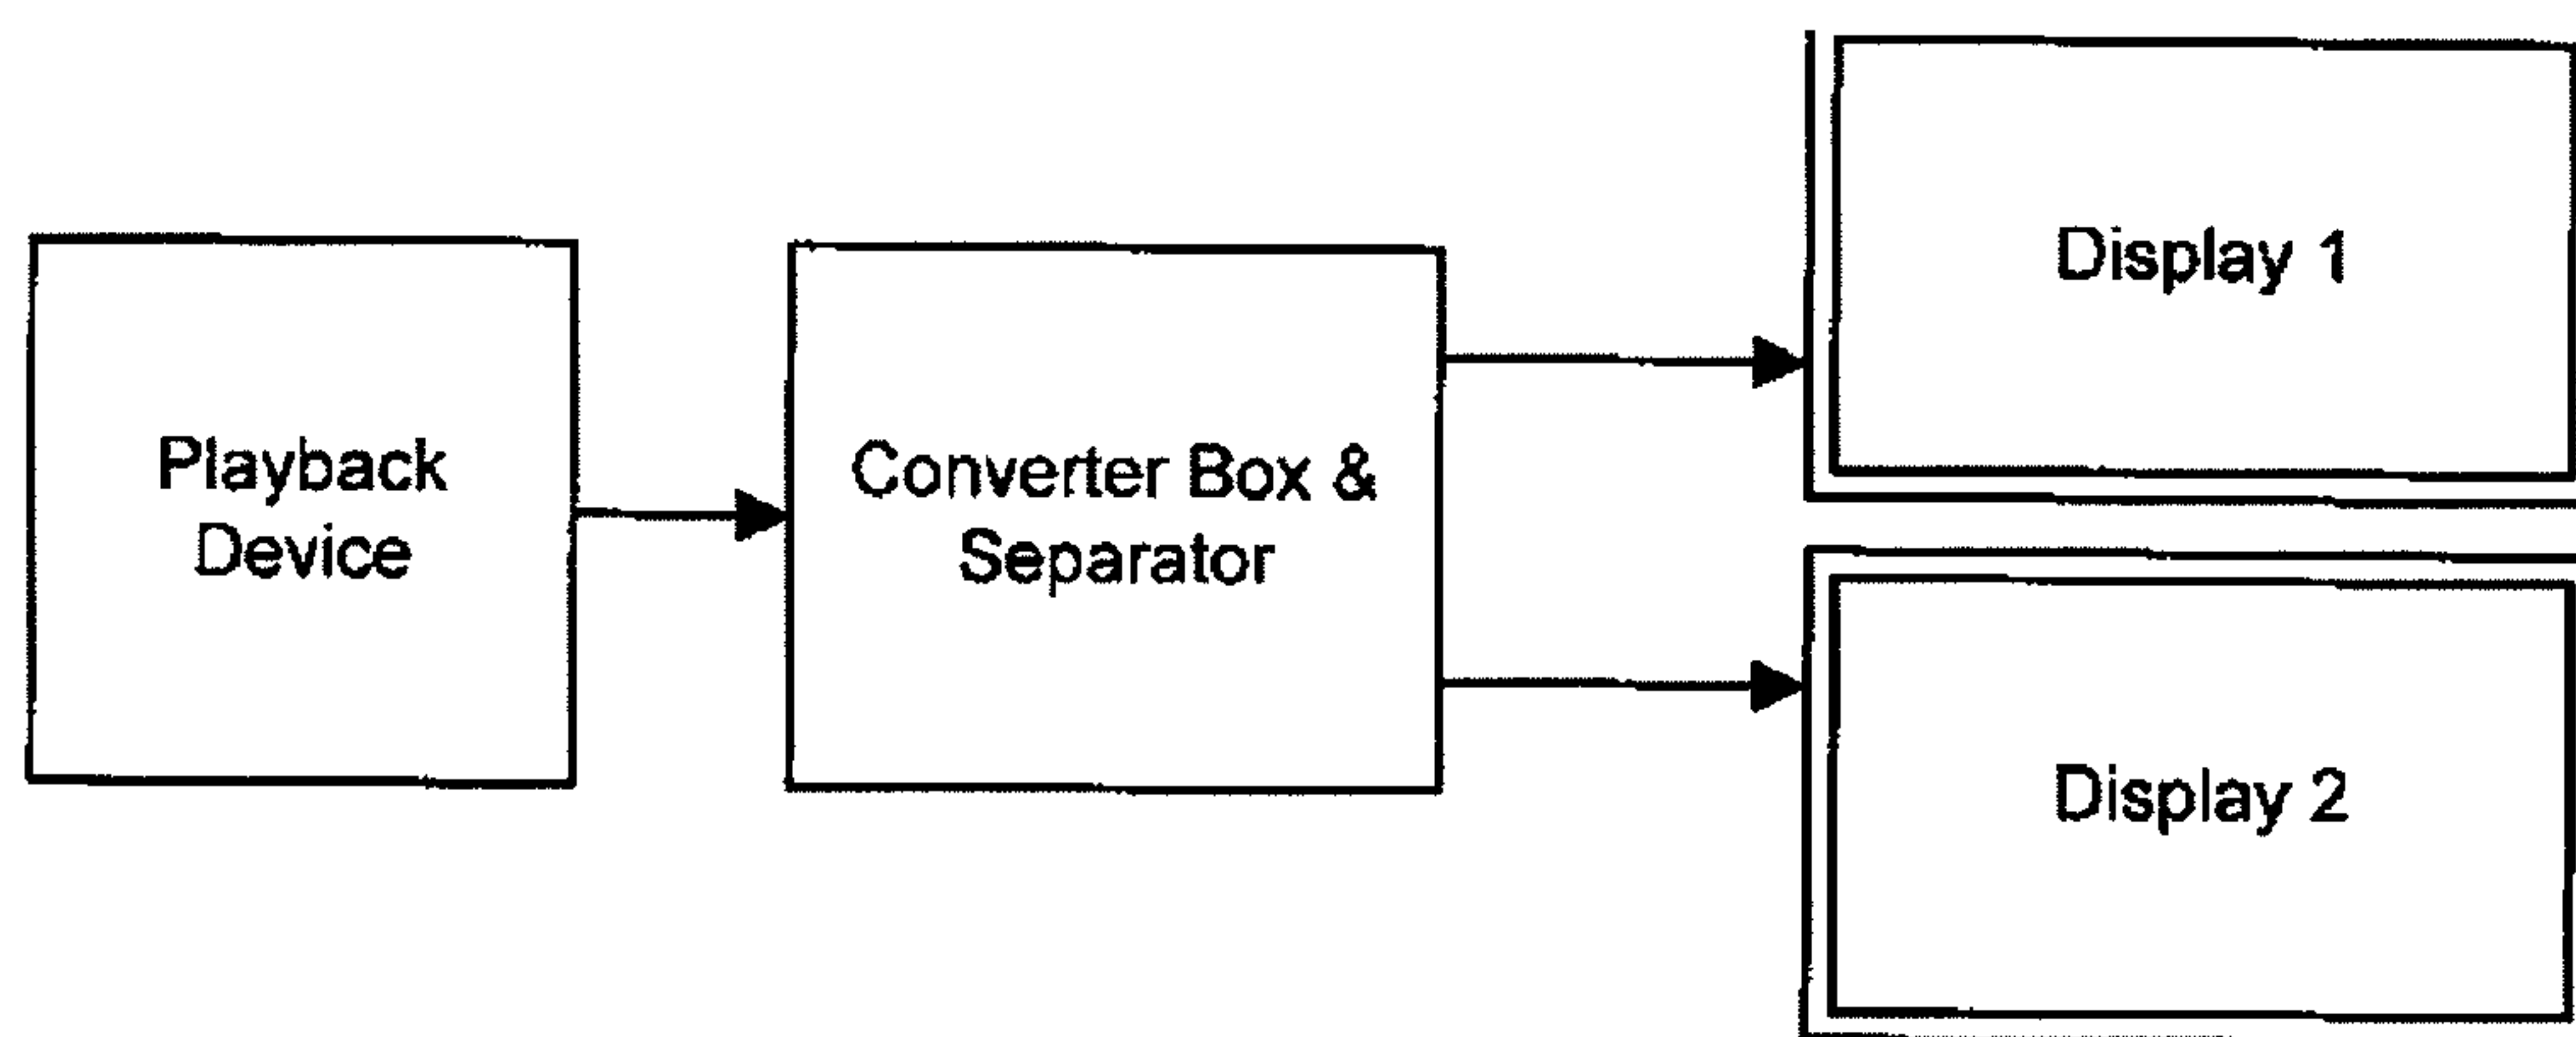 Playback
Device
Converter Box &
Separator
Display 1
Display 2